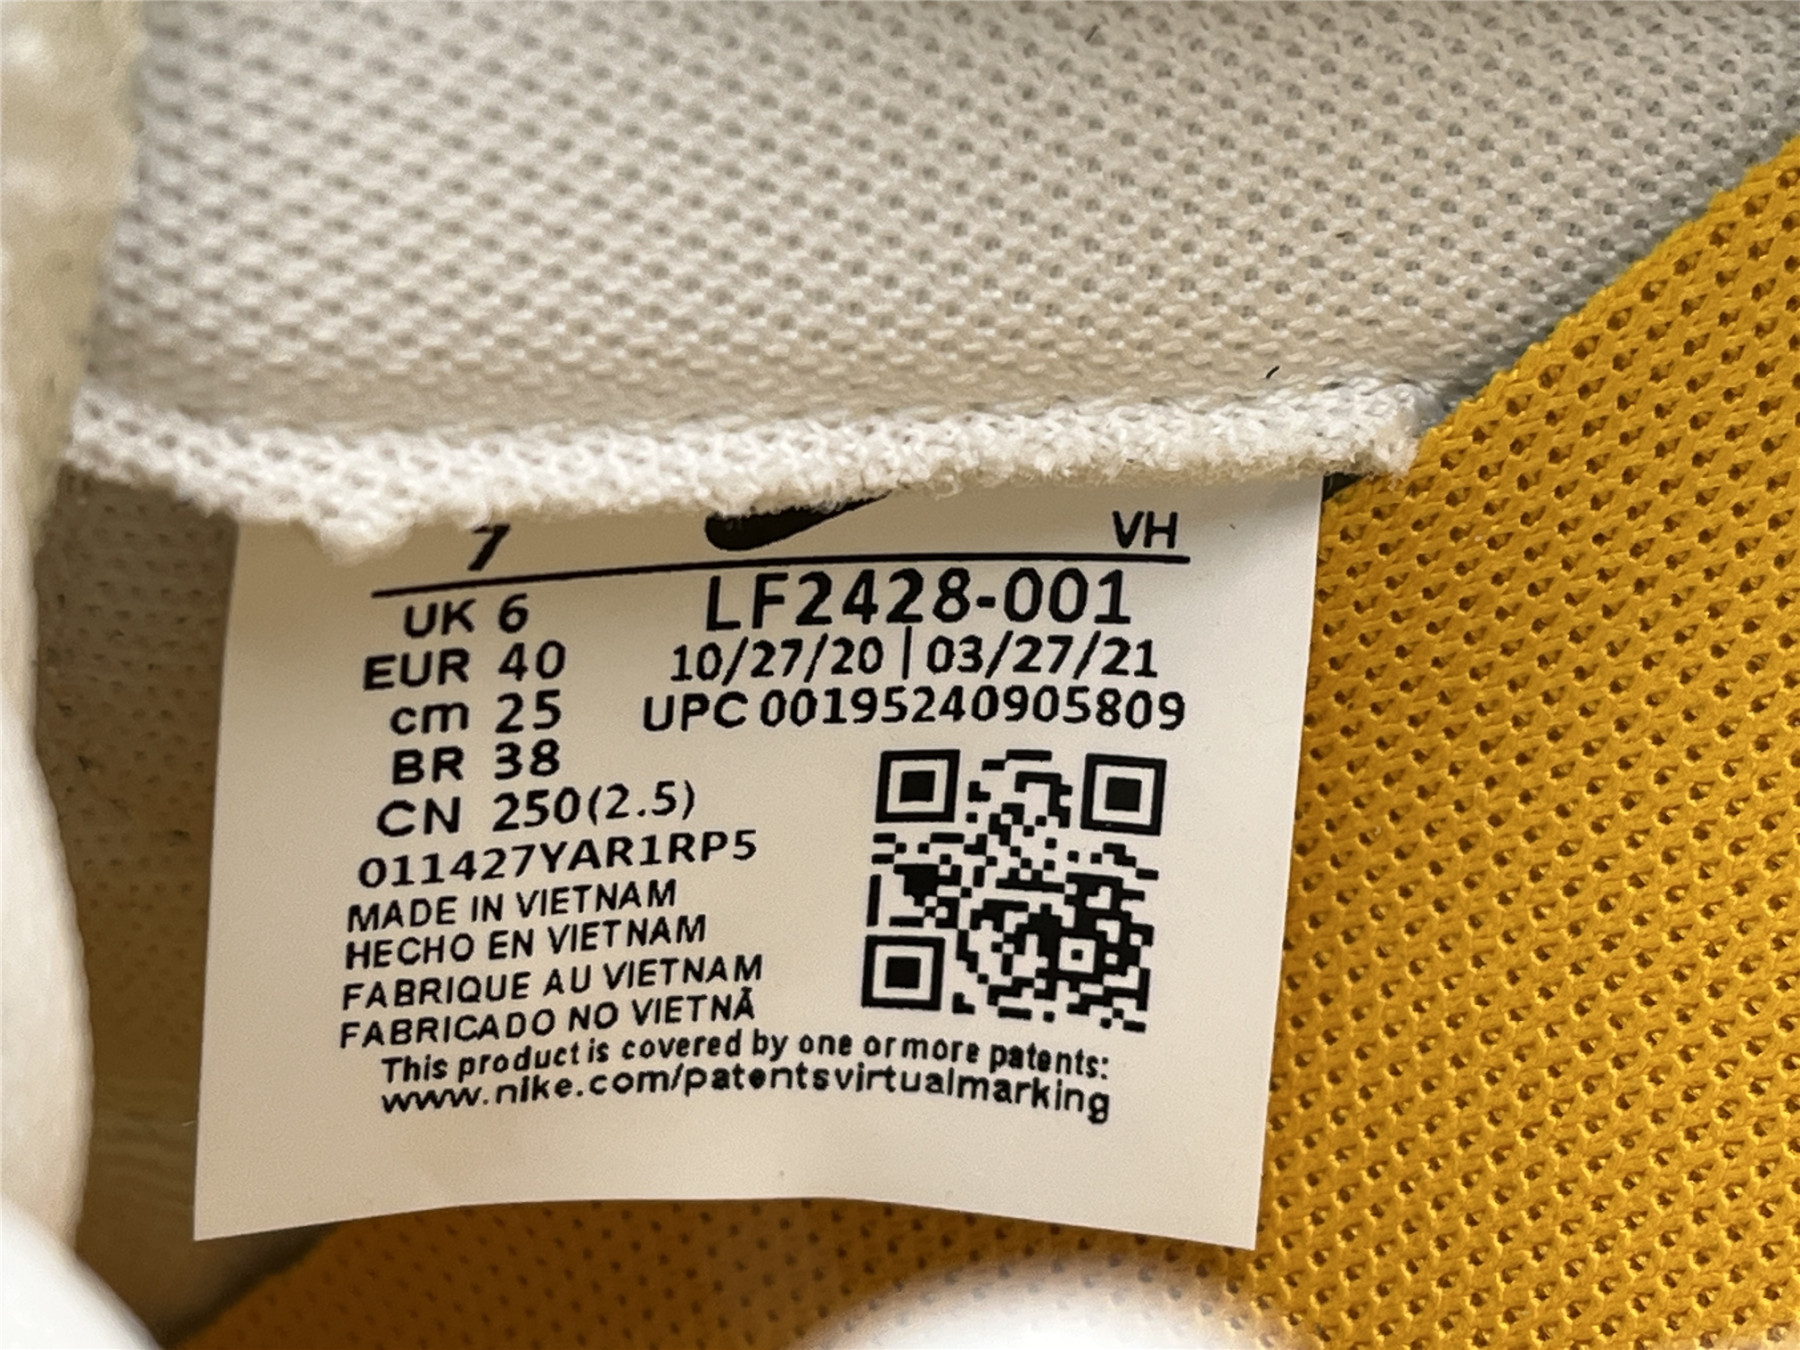 7 VH
UK 6 LF2428-001
EUR 40 10/27/20 | 03/27/21
cm 25 UPC 00195240905809
BR 38
CN 250(2.5)
011427YAR1RP5
MADE IN VIETNAM
HECHO EN VIETNAM
FABRIQUE AU VIETNAM
FABRICADO NO VIETNÃ
This product is covered by one or more patents:
www.nike.com/patentsvirtualmarking